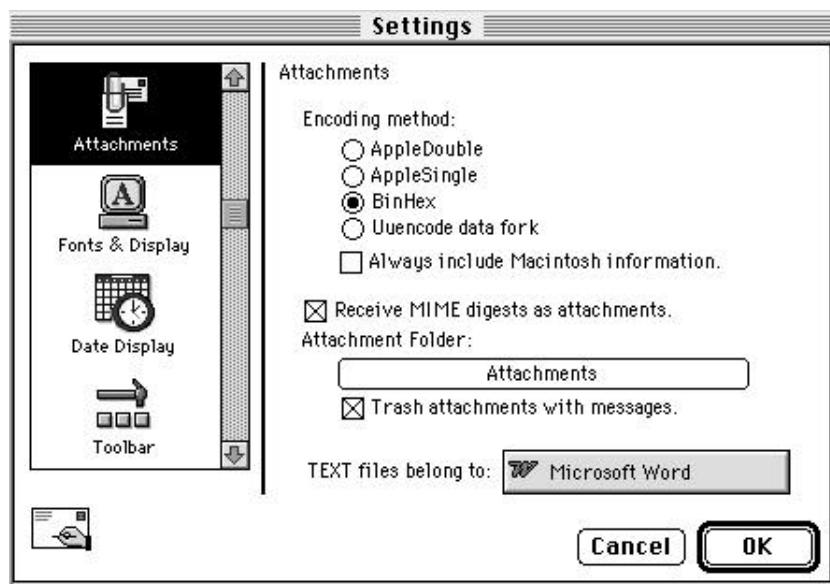 Settings
Attachments
Fonts & Display
Date Display
Toolbar
Attachments
Encoding method:
AppleDouble
AppleSingle
BinHex
Uuencode data fork
Always include Macintosh information.
Receive MIME digests as attachments.
Attachment Folder:
Attachments
Trash attachments with messages.
TEXT files belong to: Microsoft Word
Cancel OK